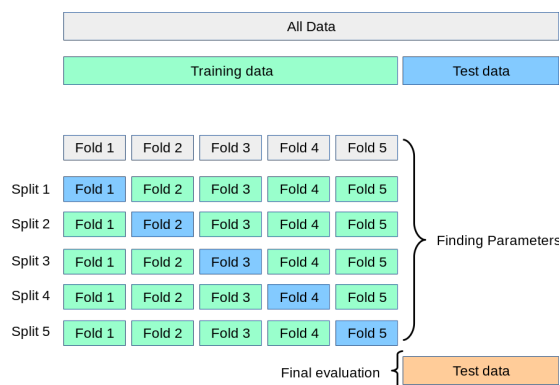 All Data
Training data Test data
Fold 1 Fold 2 Fold 3 Fold 4 Fold 5
Split 1 Fold 1 Fold 2 Fold 3 Fold 4 Fold 5
Split 2 Fold 1 Fold 2 Fold 3 Fold 4 Fold 5
Finding Parameters
Split 3 Fold 1 Fold 2 Fold 3 Fold 4 Fold 5
Split 4 Fold 1 Fold 2 Fold 3 Fold 4 Fold 5
Split 5 Fold 1 Fold 2 Fold 3 Fold 4 Fold 5
Final evaluation Test data